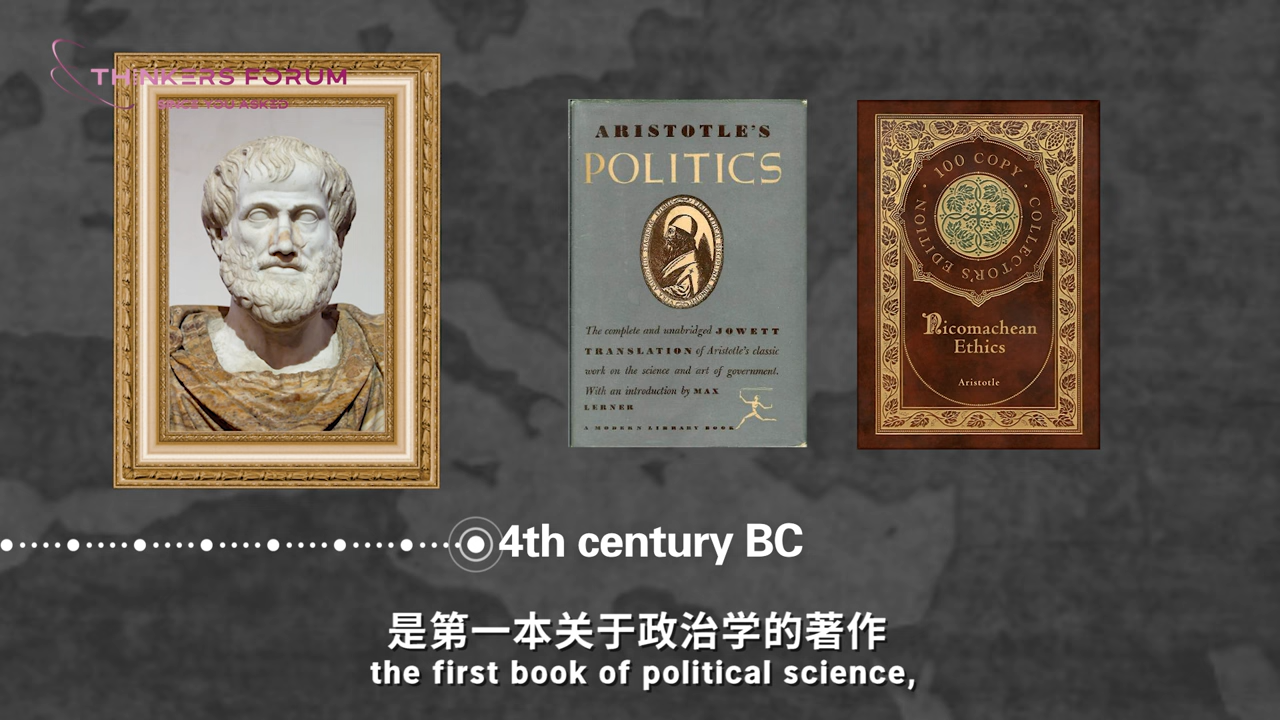 THINKERS FORUM
SINCE YOU ASKED
ARISTOTLE'S
POLITICS
The complete and unabridged JOWETT
TRANSLATION of Aristotle's classic
work on the science and art of government.
With an introduction by MAX
LERNER
A MODERN LIBRARY BOOK
· 100 COPY · COLLECTOR'S EDITION
Nicomachean
Ethics
Aristotle
4th century BC
是第一本关于政治学的著作
the first book of political science,